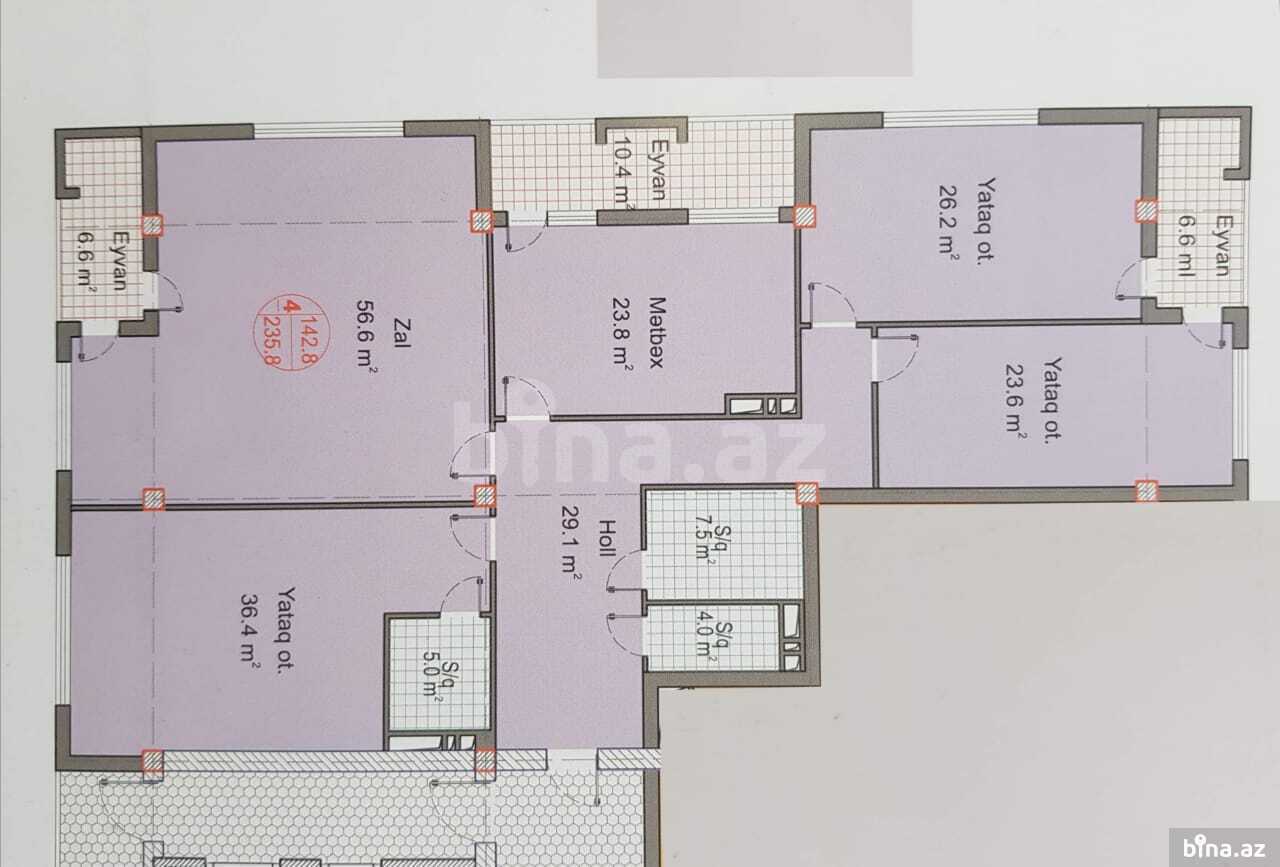 Eyvan
6.6 m²
Zal
56.6 m²
4
142.8
235.8
Eyvan
10.4 m²
Mətbəx
23.8 m²
Yataq ot.
26.2 m²
Eyvan
6.6 ml
Yataq ot.
23.6 m²
Holl
29.1 m²
S/q
7.5 m²
S/q
4.0 m²
Yataq ot.
36.4 m²
S/q
5.0 m²
bina.az
bina.az